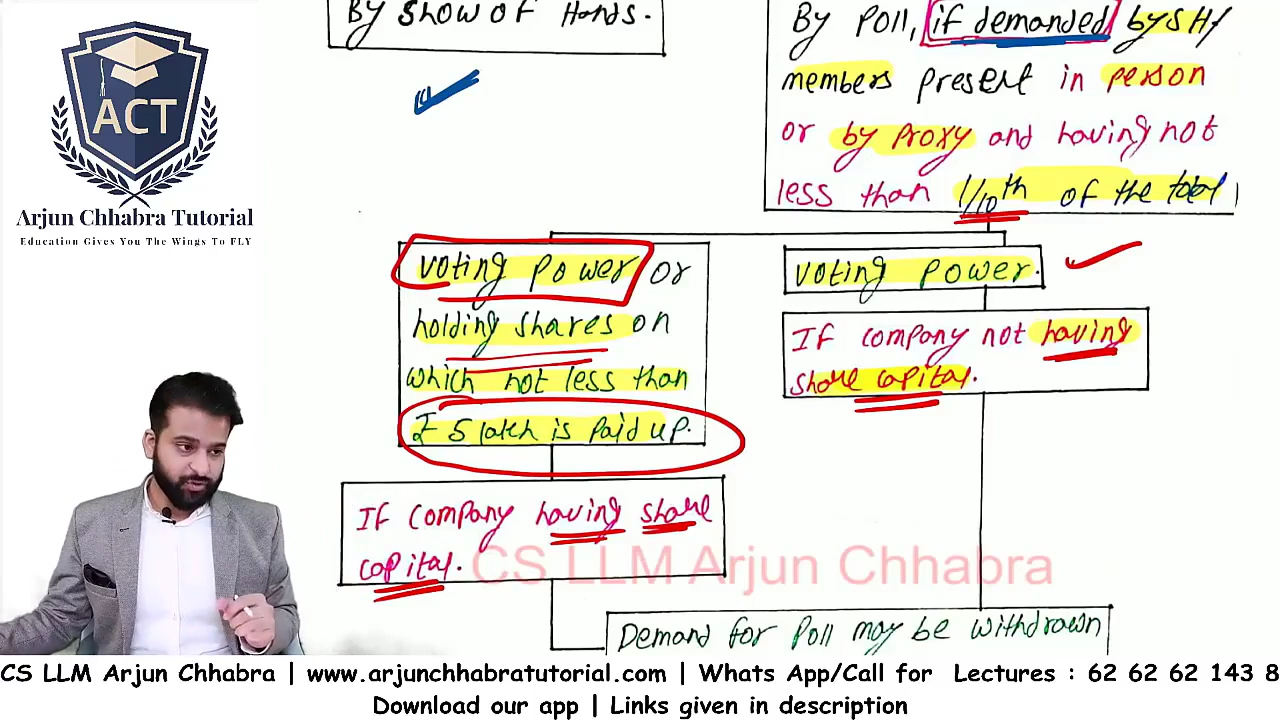 By Show of Hands.
By Poll, if demanded by SH/
members present in person
or by Proxy and having not
less than 1/10th of the total
ACT
Arjun Chhabra Tutorial
Education Gives You The Wings To FLY
voting power or
holding shares on
which not less than
₹ 5 lakh is paid up.
If company having share
capital.
voting power.
If company not having
share capital.
CS LLM Arjun Chhabra
Demand for Poll may be withdrawn
CS LLM Arjun Chhabra | www.arjunchhabratutorial.com | Whats App/Call for Lectures : 62 62 62 143 8
Download our app | Links given in description